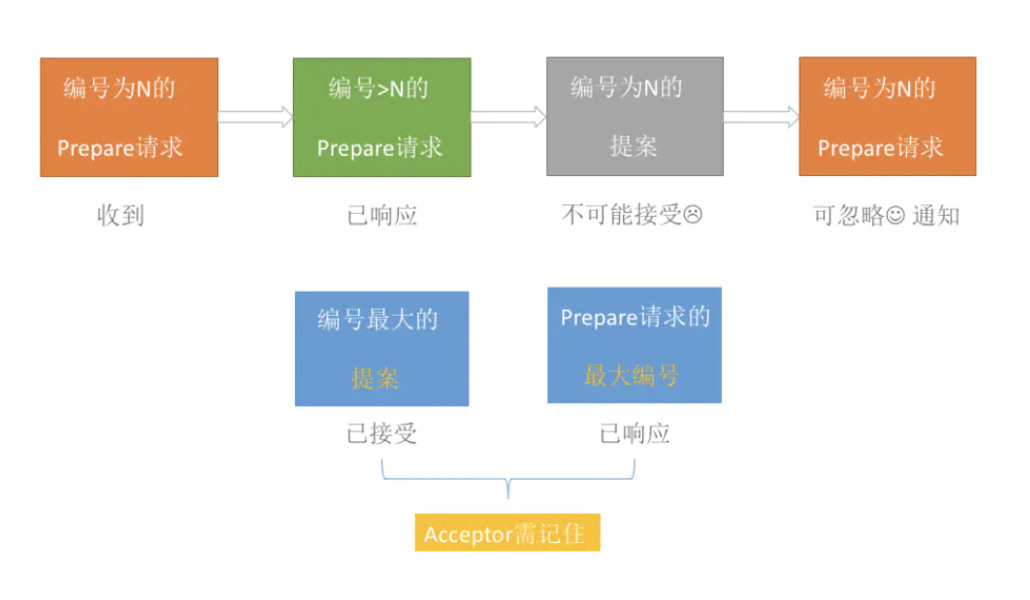 编号为N的
Prepare请求
收到
编号>N的
Prepare请求
已响应
编号为N的
提案
不可能接受☹
编号为N的
Prepare请求
可忽略☺ 通知
编号最大的
提案
已接受
Prepare请求的
最大编号
已响应
Acceptor需记住